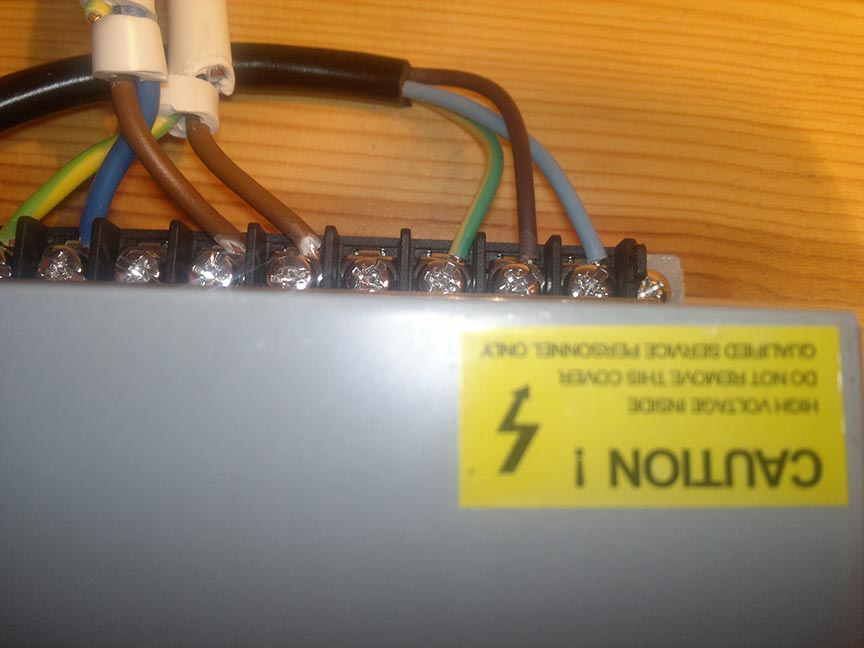 CAUTION !
HIGH VOLTAGE INSIDE
DO NOT REMOVE THIS COVER
QUALIFIED SERVICE PERSONNEL ONLY